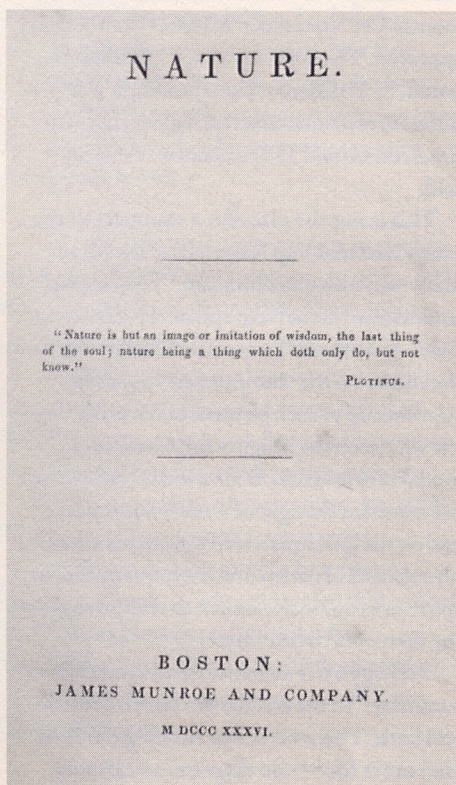 NATURE.
"Nature is but an image or imitation of wisdom, the last thing
of the soul; nature being a thing which doth only do, but not
know."
PLOTINUS.
BOSTON:
JAMES MUNROE AND COMPANY.
M DCCC XXXVI.